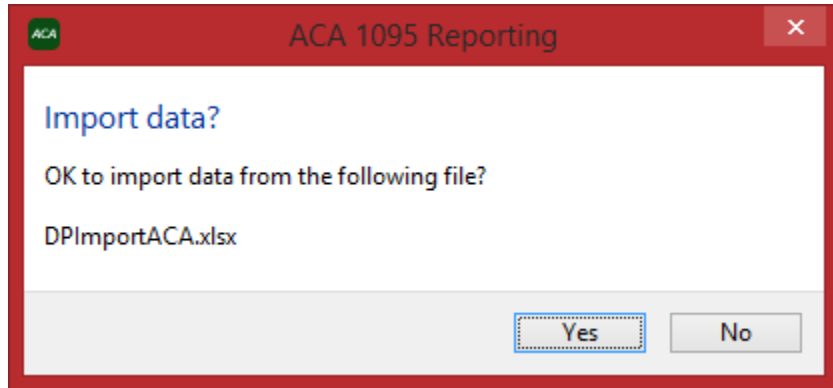 ACA
ACA 1095 Reporting
Import data?
OK to import data from the following file?
DPImportACA.xlsx
Yes
No